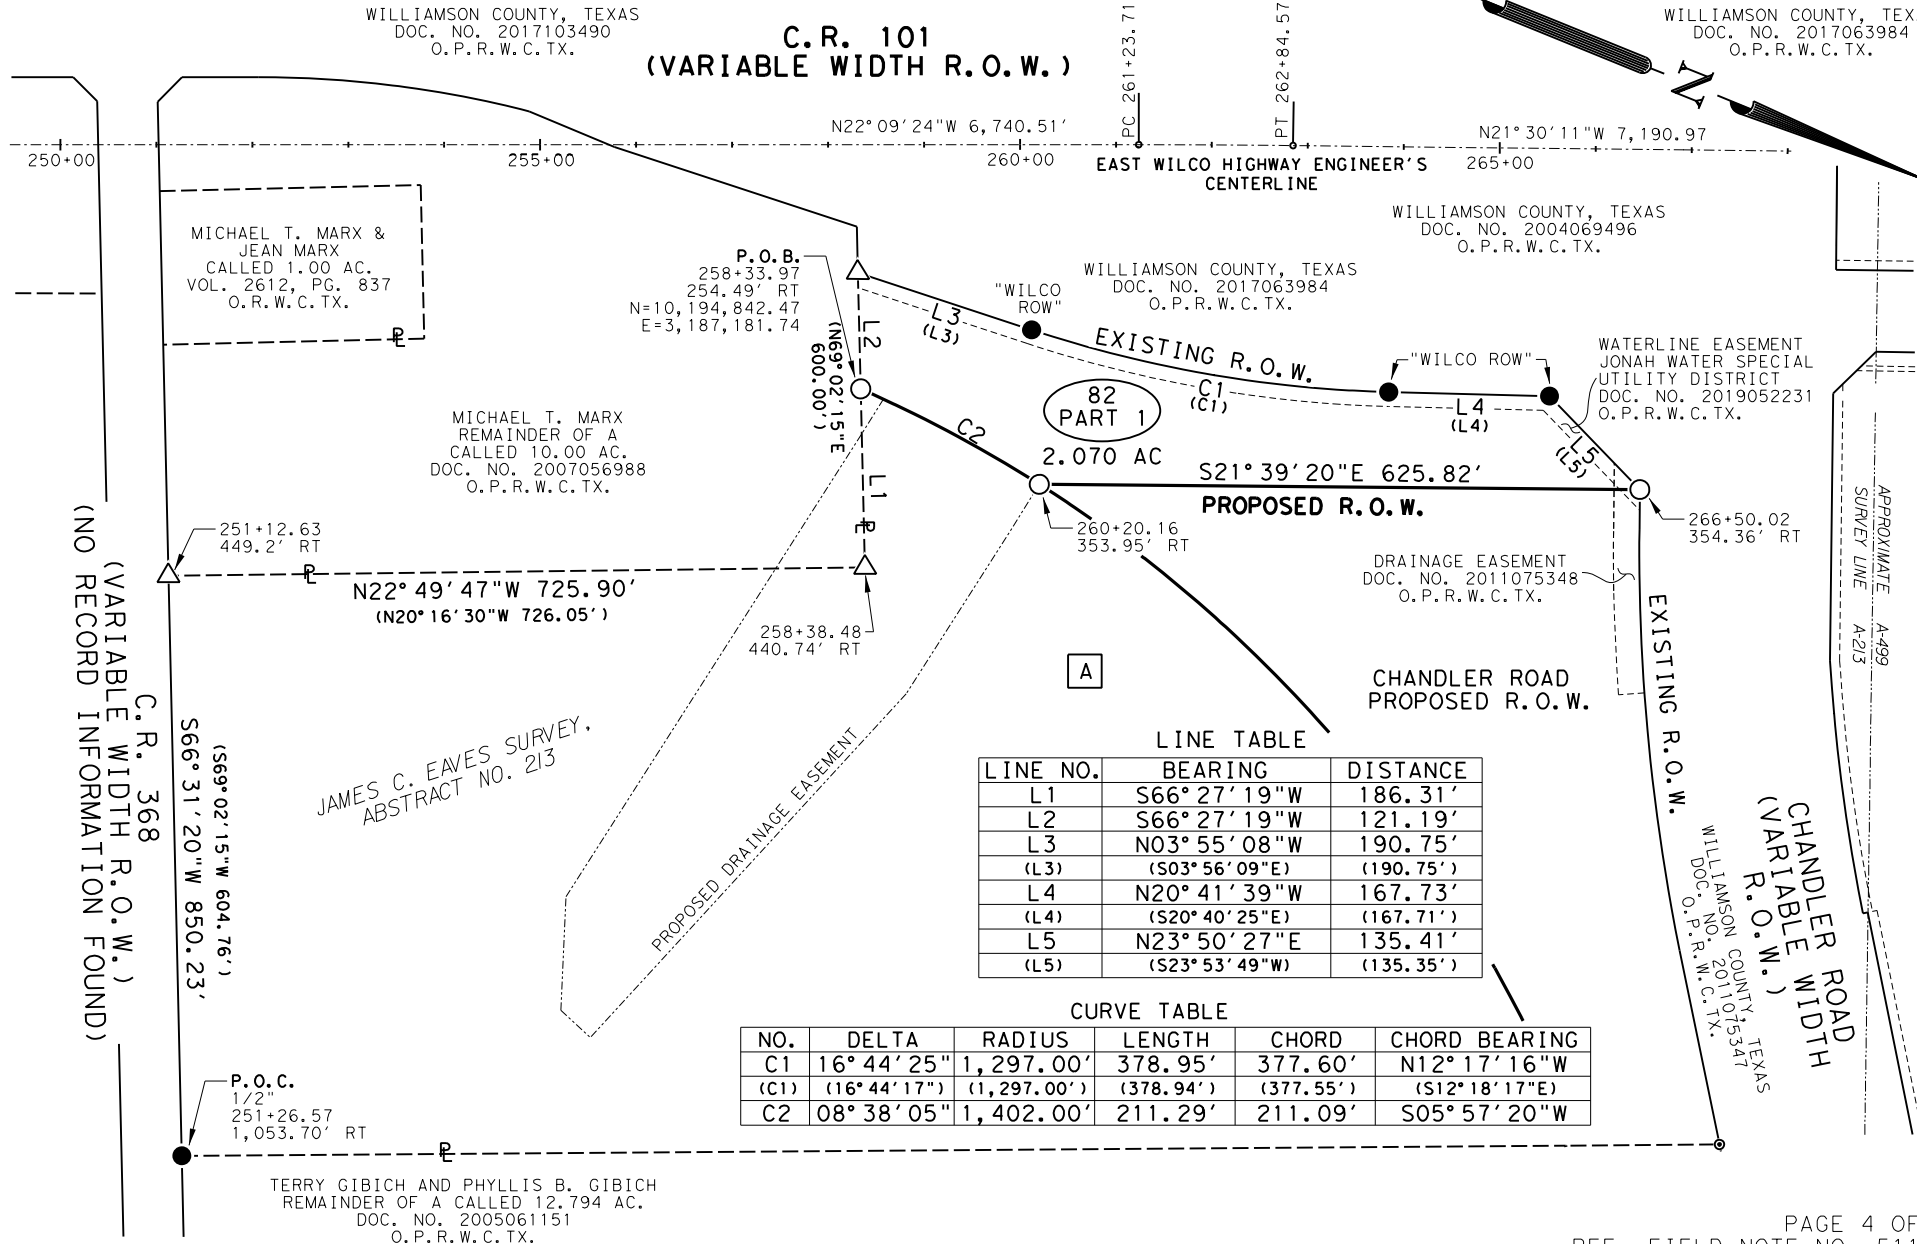 WILLIAMSON COUNTY, TEXAS
DOC. NO. 2017103490
O.P.R.W.C.TX.
C.R. 101
(VARIABLE WIDTH R.O.W.)
PC 261+23.71
PT 262+84.57
WILLIAMSON COUNTY,
DOC. NO. 2017063984
O.P.R.W.C.TX.
N
N22°09'24"W 6,740.51'
N21°30'11"W 7,190.97
250+00
255+00
260+00
265+00
EAST WILCO HIGHWAY ENGINEER'S
CENTERLINE
MICHAEL T. MARX &
JEAN MARX
CALLED 1.00 AC.
VOL. 2612, PG. 837
O.R.W.C.TX.
WILLIAMSON COUNTY, TEXAS
DOC. NO. 2004069496
O.P.R.W.C.TX.
P.O.B.
258+33.97
254.49' RT
N=10,194,842.47
E=3,187,181.74
WILLIAMSON COUNTY, TEXAS
DOC. NO. 2017063984
O.P.R.W.C.TX.
"WILCO
ROW"
L3
(L3)
L2
(N69°02'15"E
600.00')
EXISTING R.O.W.
"WILCO ROW"
C1
(C1)
L4
(L4)
L5
(L5)
WATERLINE EASEMENT
JONAH WATER SPECIAL
UTILITY DISTRICT
DOC. NO. 2019052231
O.P.R.W.C.TX.
82
PART 1
2.070 AC
C2
MICHAEL T. MARX
REMAINDER OF A
CALLED 10.00 AC.
DOC. NO. 2007056988
O.P.R.W.C.TX.
L1
S21°39'20"E 625.82'
PROPOSED R.O.W.
251+12.63
449.2' RT
260+20.16
353.95' RT
266+50.02
354.36' RT
APPROXIMATE
SURVEY LINE
A-499
A-213
DRAINAGE EASEMENT
DOC. NO. 2011075348
O.P.R.W.C.TX.
N22°49'47"W 725.90'
(N20°16'30"W 726.05')
258+38.48
440.74' RT
A
CHANDLER ROAD
PROPOSED R.O.W.
EXISTING R.O.W.
C.R. 368
(VARIABLE WIDTH R.O.W.)
(NO RECORD INFORMATION FOUND)
(S69°02'15"W 604.76')
S66°31'20"W 850.23'
JAMES C. EAVES SURVEY,
ABSTRACT NO. 213
PROPOSED DRAINAGE EASEMENT
LINE TABLE
LINE NO. BEARING DISTANCE
L1 S66°27'19"W 186.31'
L2 S66°27'19"W 121.19'
L3 N03°55'08"W 190.75'
(L3) (S03°56'09"E) (190.75')
L4 N20°41'39"W 167.73'
(L4) (S20°40'25"E) (167.71')
L5 N23°50'27"E 135.41'
(L5) (S23°53'49"W) (135.35')
CHANDLER ROAD
(VARIABLE WIDTH
R.O.W.)
WILLIAMSON COUNTY, TEXAS
DOC. NO. 2011075347
O.P.R.W.C.TX.
CURVE TABLE
NO. DELTA RADIUS LENGTH CHORD CHORD BEARING
C1 16°44'25" 1,297.00' 378.95' 377.60' N12°17'16"W
(C1) (16°44'17") (1,297.00') (378.94') (377.55') (S12°18'17"E)
C2 08°38'05" 1,402.00' 211.29' 211.09' S05°57'20"W
P.O.C.
1/2"
251+26.57
1,053.70' RT
TERRY GIBICH AND PHYLLIS B. GIBICH
REMAINDER OF A CALLED 12.794 AC.
DOC. NO. 2005061151
O.P.R.W.C.TX.
PAGE 4 OF